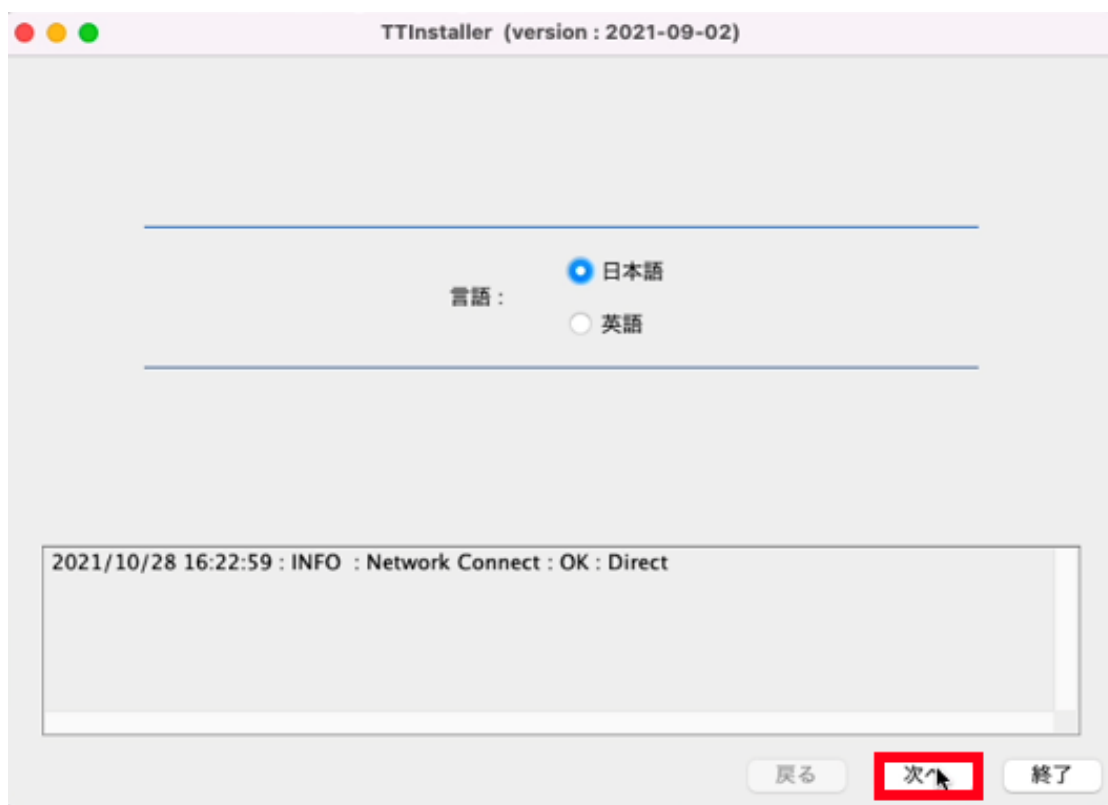 TTInstaller (version : 2021-09-02)
言語 :
日本語
英語
2021/10/28 16:22:59 : INFO : Network Connect : OK : Direct
戻る
次へ
終了